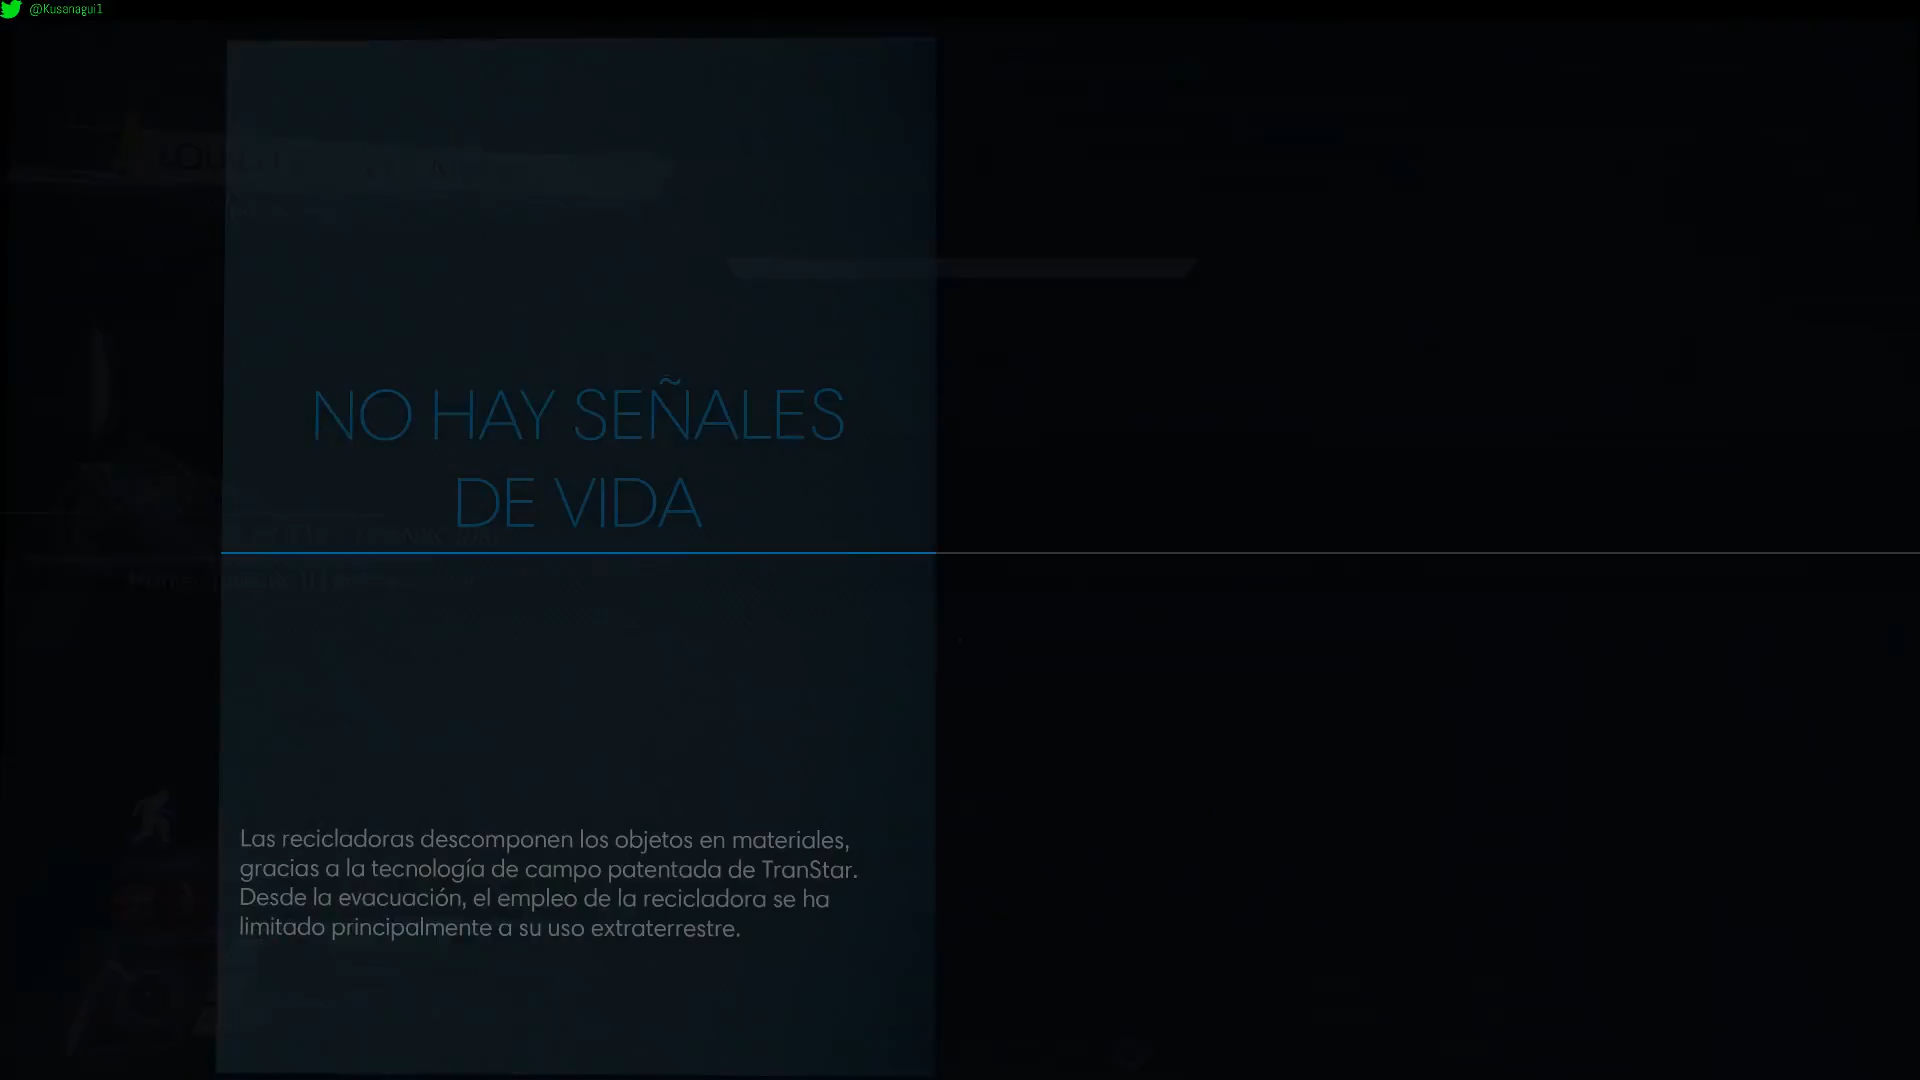 @Kusanagui1
NO HAY SEÑALES
DE VIDA
Las recicladoras descomponen los objetos en materiales,
gracias a la tecnología de campo patentada de TranStar.
Desde la evacuación, el empleo de la recicladora se ha
limitado principalmente a su uso extraterrestre.